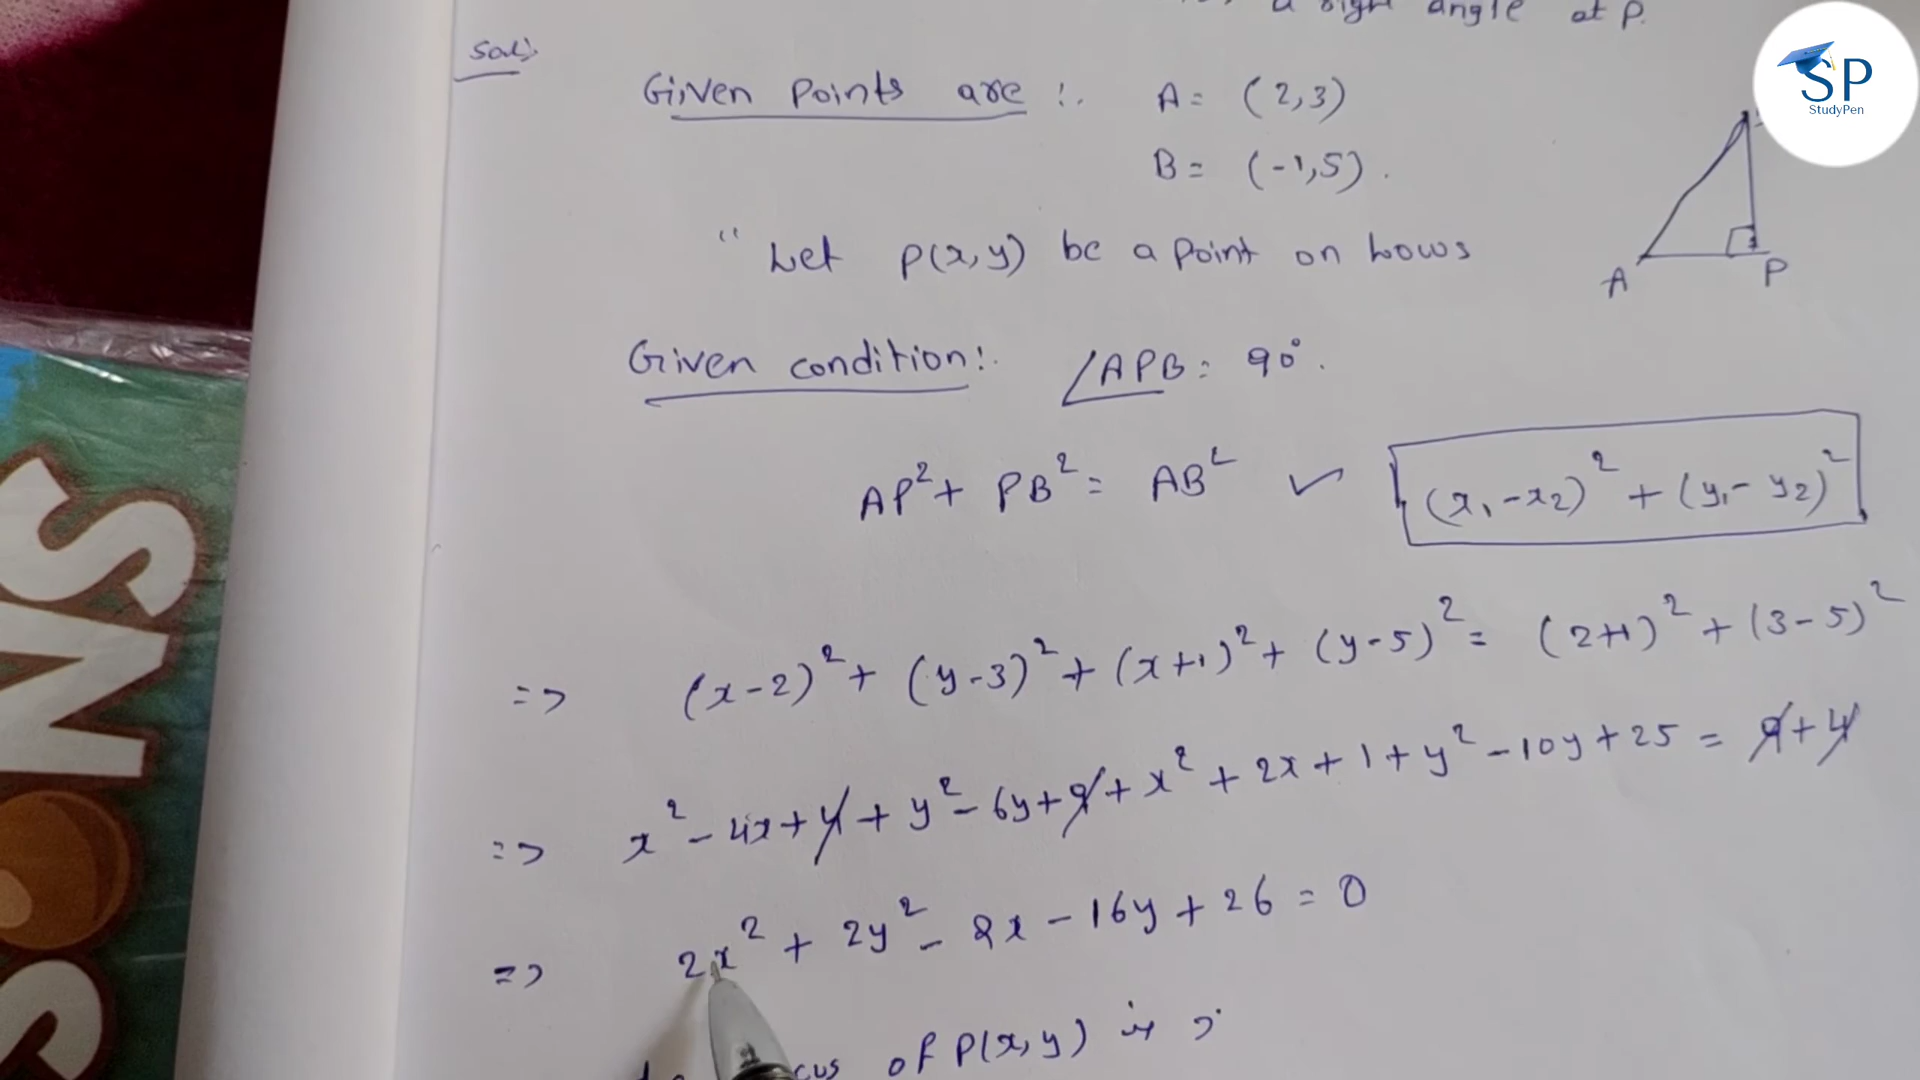 a right angle at P.
Sol:
Given Points are :. A = (2,3)
B = (-1,5).
SP
StudyPen
"Let P(x,y) be a Point on Locus
A P
Given condition:. ∠APB = 90°.
AP² + PB² = AB² ✓ (x₁-x₂)² + (y₁-y₂)²
=> (x-2)² + (y-3)² + (x+1)² + (y-5)² = (2+1)² + (3-5)²
=> x² - 4x + 4 + y² - 6y + 9 + x² + 2x + 1 + y² - 10y + 25 = 9 + 4
=> 2x² + 2y² - 2x - 16y + 26 = 0
of P(x,y) is
OONS